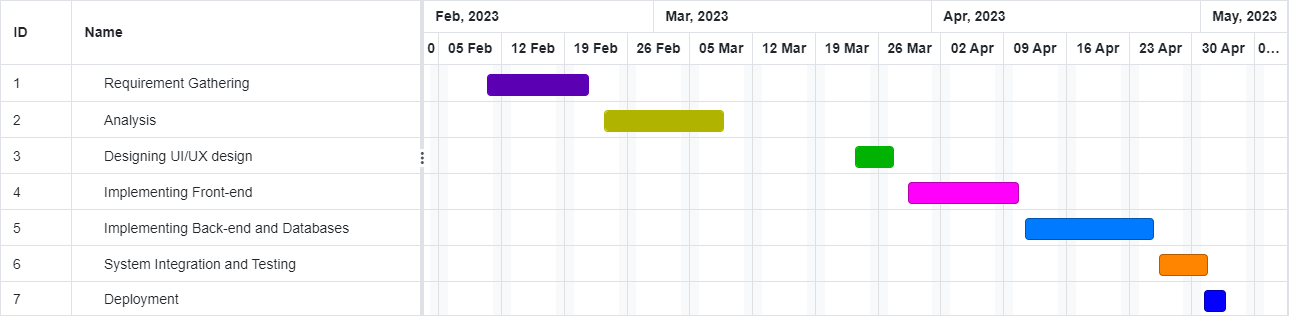 ID Name Feb, 2023 Mar, 2023 Apr, 2023 May, 2023
0 05 Feb 12 Feb 19 Feb 26 Feb 05 Mar 12 Mar 19 Mar 26 Mar 02 Apr 09 Apr 16 Apr 23 Apr 30 Apr 0...
1 Requirement Gathering
2 Analysis
3 Designing UI/UX design
4 Implementing Front-end
5 Implementing Back-end and Databases
6 System Integration and Testing
7 Deployment